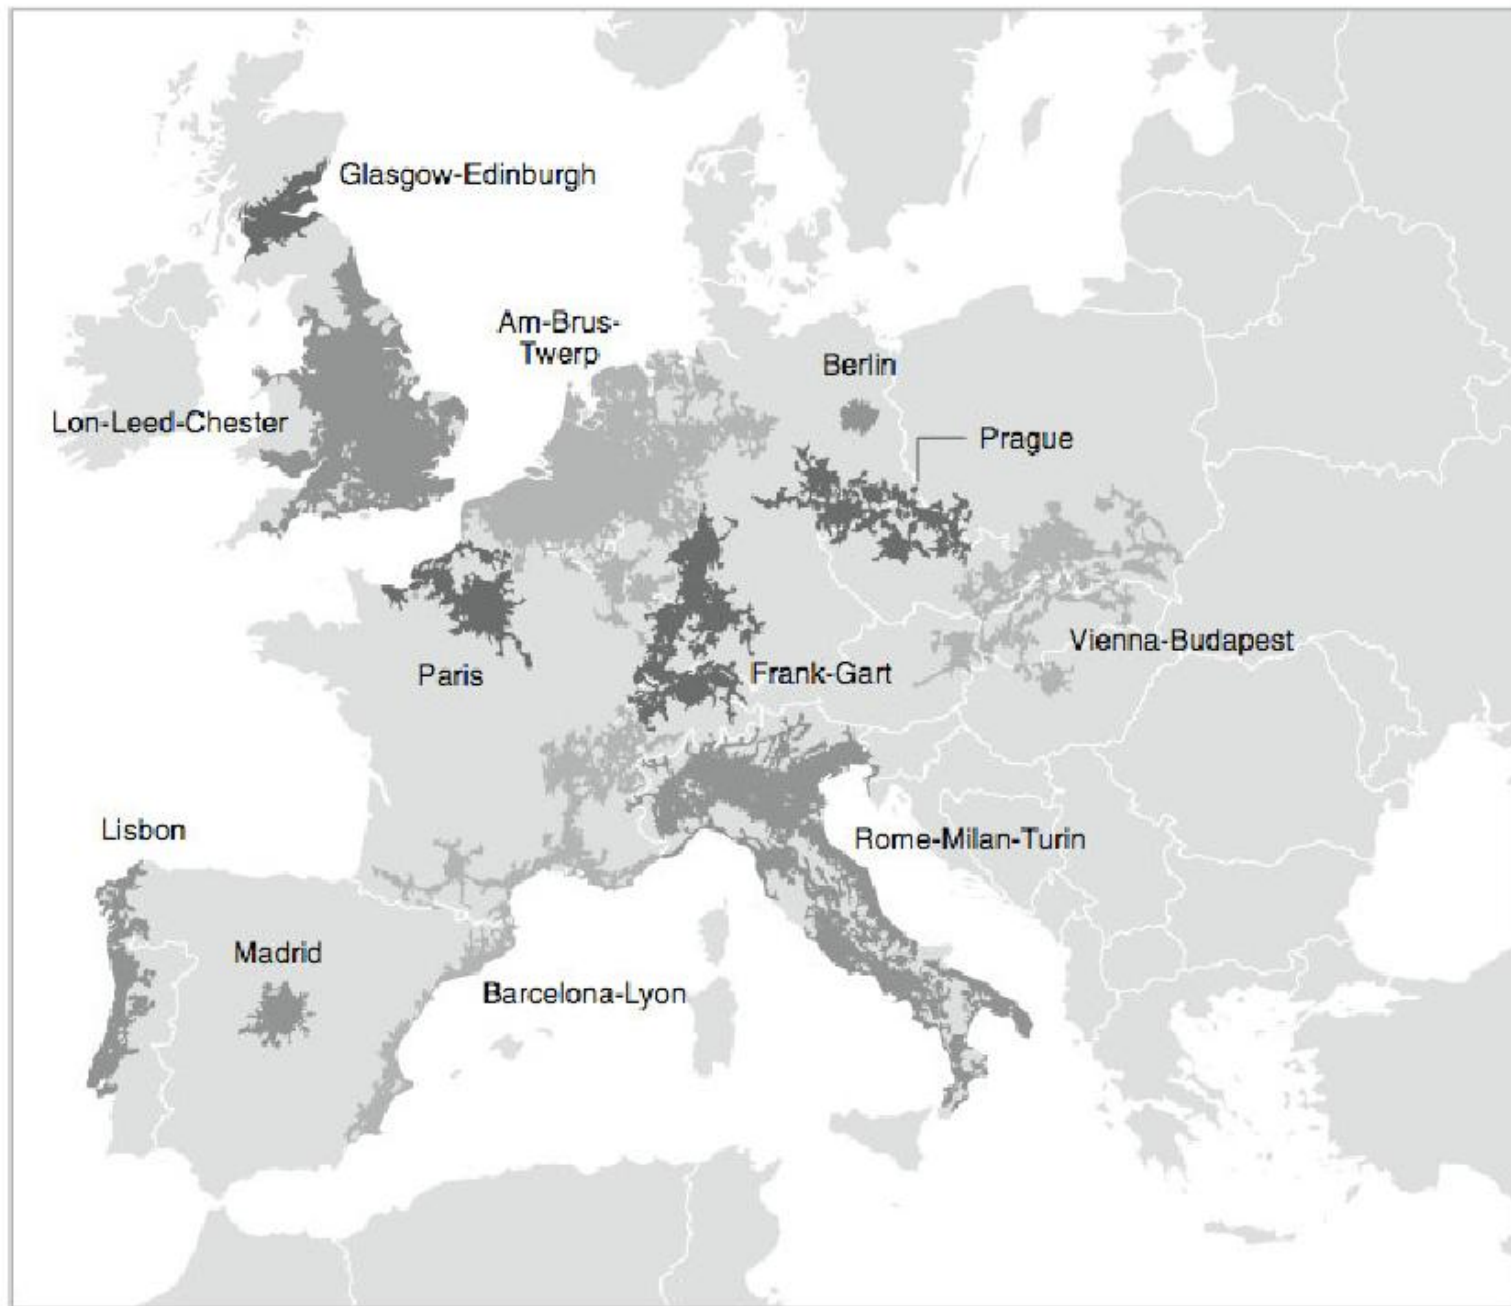 Glasgow-Edinburgh
Am-Brus-
Twerp
Berlin
Lon-Leed-Chester
Prague
Vienna-Budapest
Paris
Frank-Gart
Lisbon
Rome-Milan-Turin
Madrid
Barcelona-Lyon